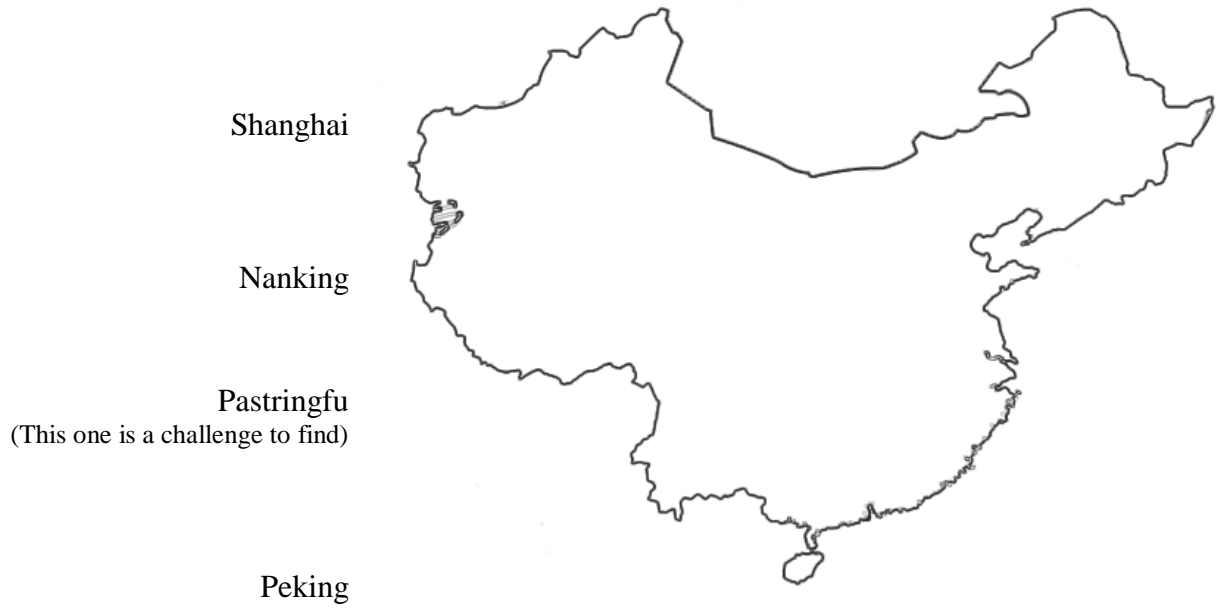 Shanghai
Nanking
Pastringfu
(This one is a challenge to find)
Peking